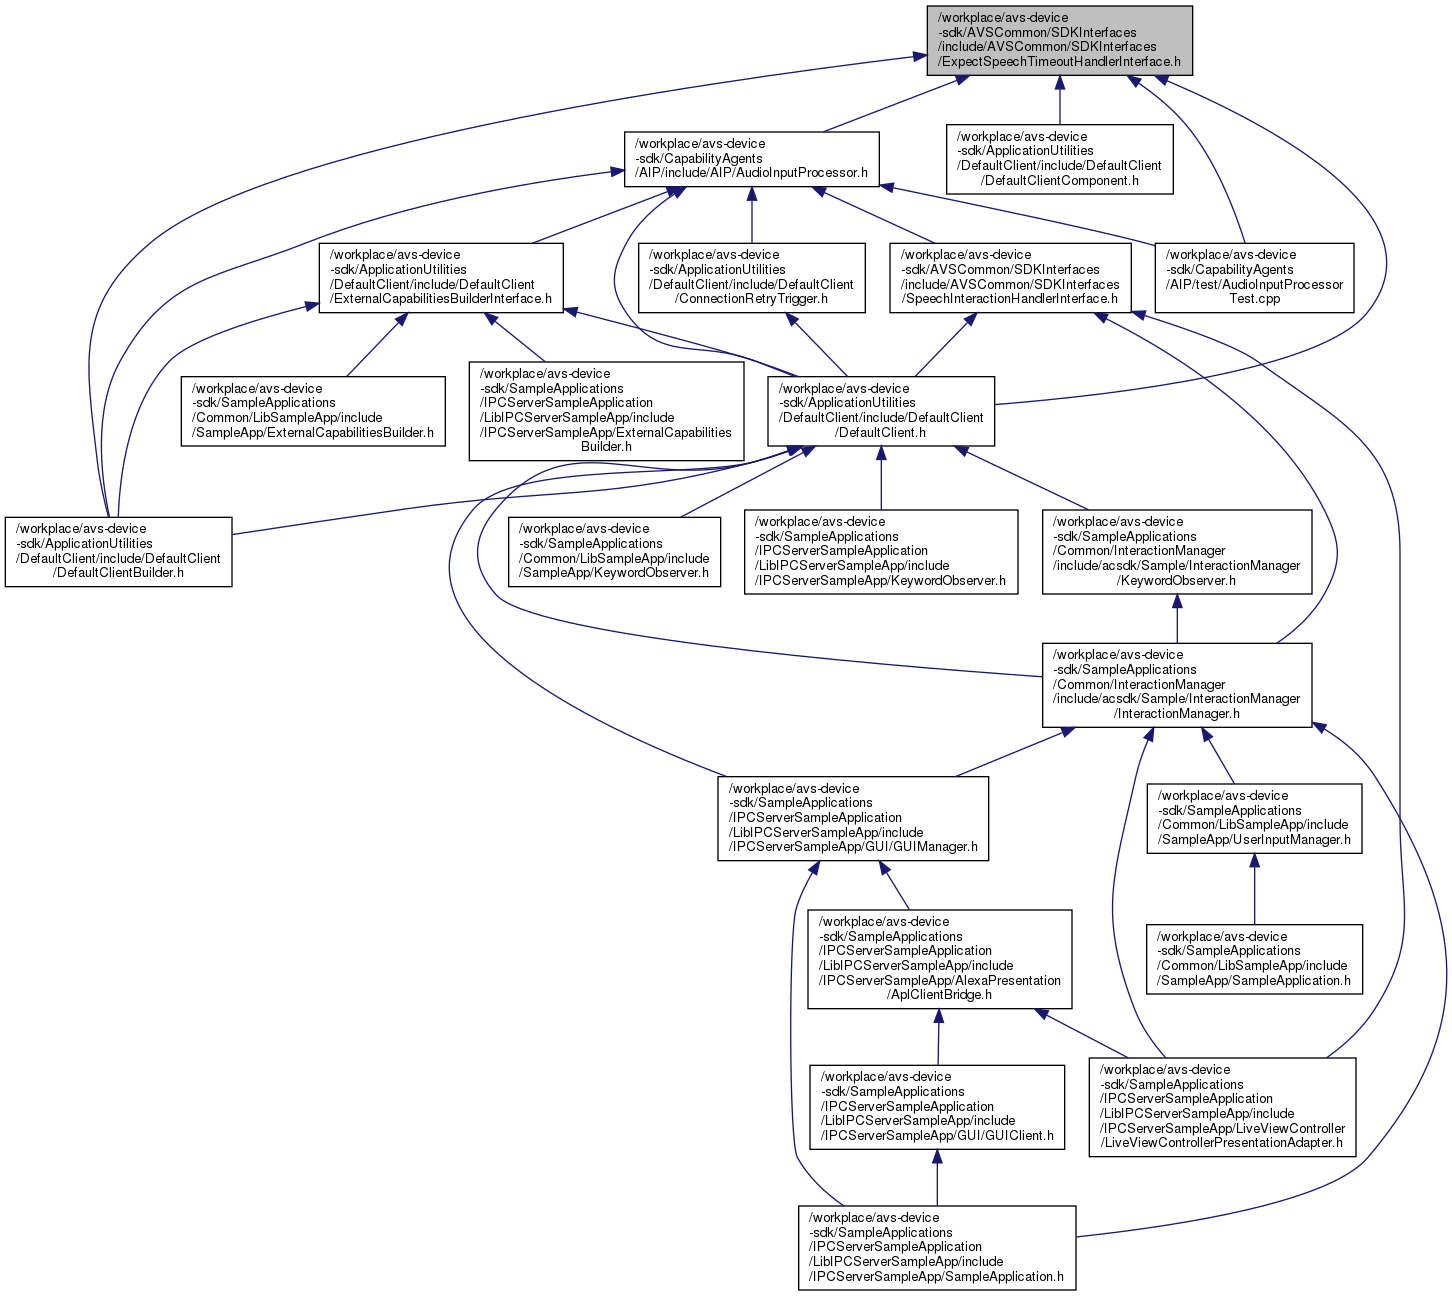 /workplace/avs-device
-sdk/AVSCommon/SDKInterfaces
/include/AVSCommon/SDKInterfaces
/ExpectSpeechTimeoutHandlerInterface.h
/workplace/avs-device
-sdk/CapabilityAgents
/AIP/include/AIP/AudioInputProcessor.h
/workplace/avs-device
-sdk/ApplicationUtilities
/DefaultClient/include/DefaultClient
/DefaultClientComponent.h
/workplace/avs-device
-sdk/ApplicationUtilities
/DefaultClient/include/DefaultClient
/ExternalCapabilitiesBuilderInterface.h
/workplace/avs-device
-sdk/ApplicationUtilities
/DefaultClient/include/DefaultClient
/ConnectionRetryTrigger.h
/workplace/avs-device
-sdk/AVSCommon/SDKInterfaces
/include/AVSCommon/SDKInterfaces
/SpeechInteractionHandlerInterface.h
/workplace/avs-device
-sdk/CapabilityAgents
/AIP/test/AudioInputProcessor
Test.cpp
/workplace/avs-device
-sdk/SampleApplications
/Common/LibSampleApp/include
/SampleApp/ExternalCapabilitiesBuilder.h
/workplace/avs-device
-sdk/SampleApplications
/IPCServerSampleApplication
/LibIPCServerSampleApp/include
/IPCServerSampleApp/ExternalCapabilities
Builder.h
/workplace/avs-device
-sdk/ApplicationUtilities
/DefaultClient/include/DefaultClient
/DefaultClient.h
/workplace/avs-device
-sdk/ApplicationUtilities
/DefaultClient/include/DefaultClient
/DefaultClientBuilder.h
/workplace/avs-device
-sdk/SampleApplications
/Common/LibSampleApp/include
/SampleApp/KeywordObserver.h
/workplace/avs-device
-sdk/SampleApplications
/IPCServerSampleApplication
/LibIPCServerSampleApp/include
/IPCServerSampleApp/KeywordObserver.h
/workplace/avs-device
-sdk/SampleApplications
/Common/InteractionManager
/include/acsdk/Sample/InteractionManager
/KeywordObserver.h
/workplace/avs-device
-sdk/SampleApplications
/Common/InteractionManager
/include/acsdk/Sample/InteractionManager
/InteractionManager.h
/workplace/avs-device
-sdk/SampleApplications
/IPCServerSampleApplication
/LibIPCServerSampleApp/include
/IPCServerSampleApp/GUI/GUIManager.h
/workplace/avs-device
-sdk/SampleApplications
/Common/LibSampleApp/include
/SampleApp/UserInputManager.h
/workplace/avs-device
-sdk/SampleApplications
/IPCServerSampleApplication
/LibIPCServerSampleApp/include
/IPCServerSampleApp/AlexaPresentation
/AplClientBridge.h
/workplace/avs-device
-sdk/SampleApplications
/Common/LibSampleApp/include
/SampleApp/SampleApplication.h
/workplace/avs-device
-sdk/SampleApplications
/IPCServerSampleApplication
/LibIPCServerSampleApp/include
/IPCServerSampleApp/GUI/GUIClient.h
/workplace/avs-device
-sdk/SampleApplications
/IPCServerSampleApplication
/LibIPCServerSampleApp/include
/IPCServerSampleApp/LiveViewController
/LiveViewControllerPresentationAdapter.h
/workplace/avs-device
-sdk/SampleApplications
/IPCServerSampleApplication
/LibIPCServerSampleApp/include
/IPCServerSampleApp/SampleApplication.h